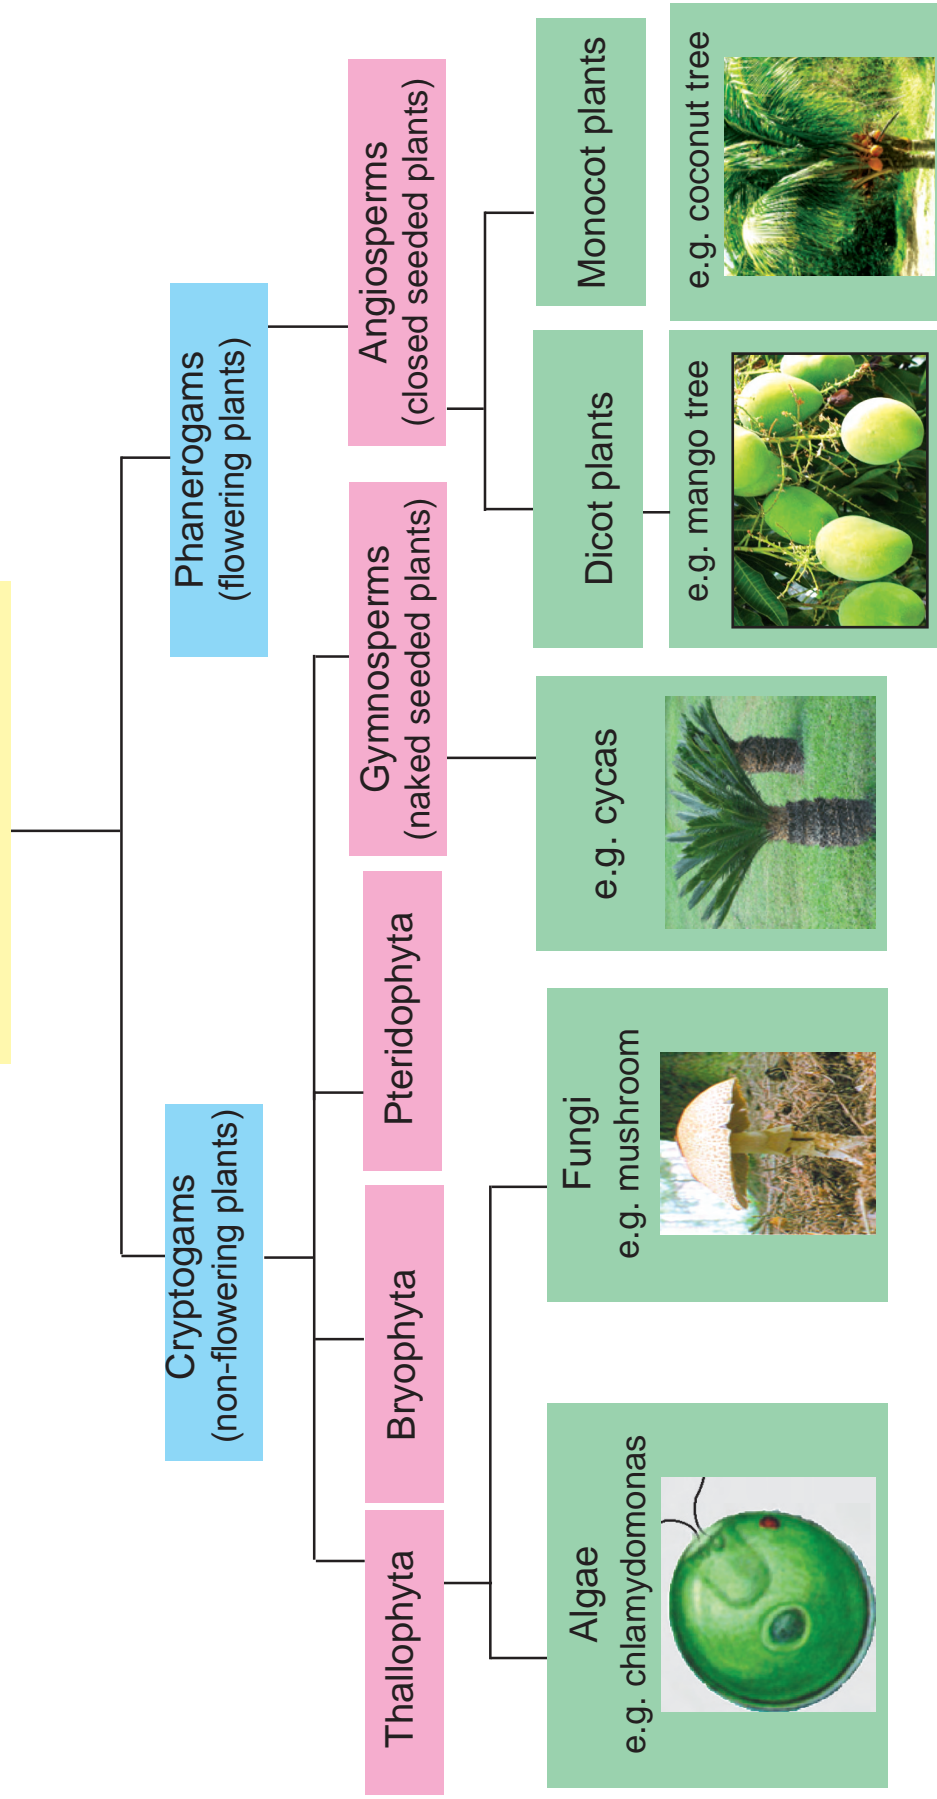 Cryptogams
(non-flowering plants)
Phanerogams
(flowering plants)
Thallophyta
Bryophyta
Pteridophyta
Gymnosperms
(naked seeded plants)
Angiosperms
(closed seeded plants)
Algae
e.g. chlamydomonas
Fungi
e.g. mushroom
e.g. cycas
Dicot plants
Monocot plants
e.g. mango tree
e.g. coconut tree